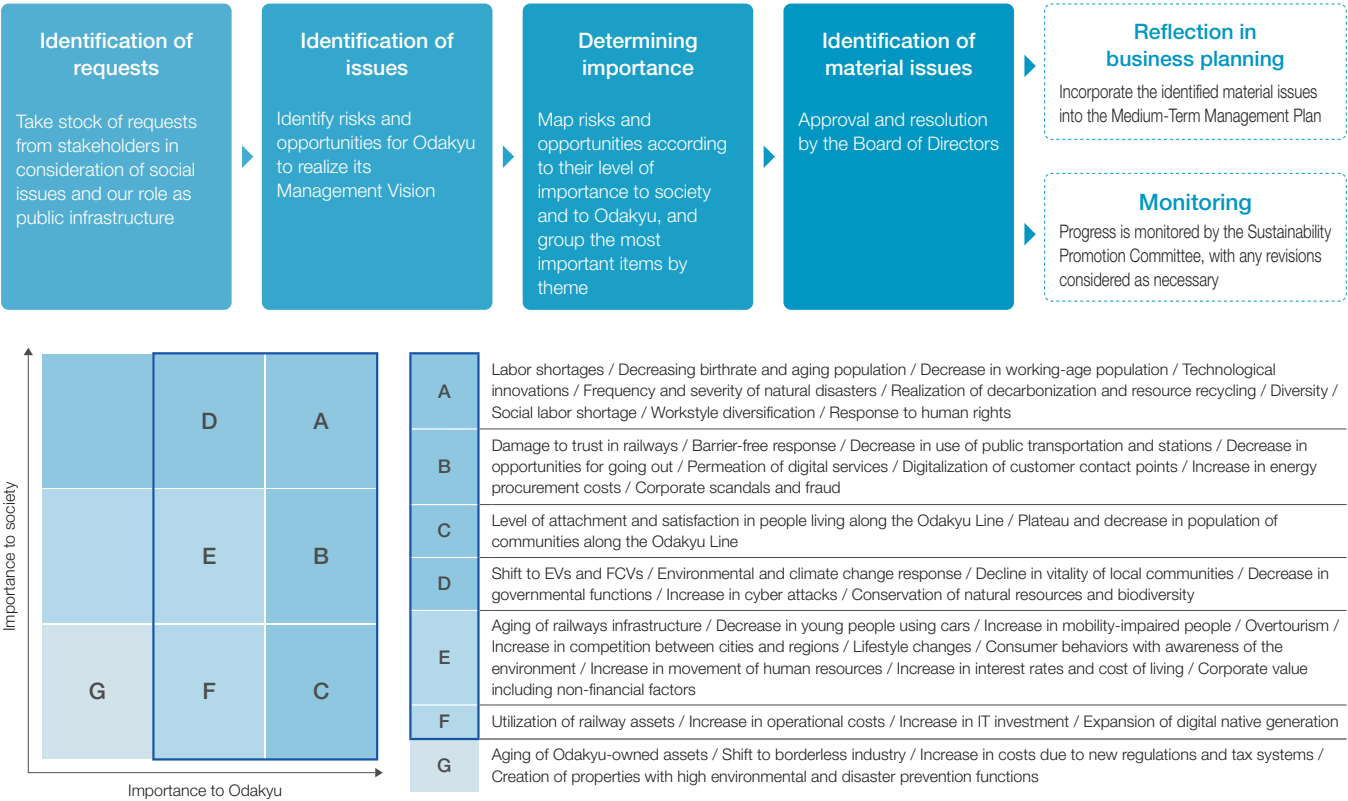 Identification of
requests
Take stock of requests
from stakeholders in
consideration of social
issues and our role as
public infrastructure
Identification of
issues
Identify risks and
opportunities for Odakyu
to realize its
Management Vision
Determining
importance
Map risks and
opportunities according
to their level of
importance to society
and to Odakyu, and
group the most
important items by
theme
Identification of
material issues
Approval and resolution
by the Board of Directors
Reflection in
business planning
Incorporate the identified material issues
into the Medium-Term Management Plan
Monitoring
Progress is monitored by the Sustainability
Promotion Committee, with any revisions
considered as necessary
Importance to society
D
A
E
B
G
F
C
Importance to Odakyu
A
Labor shortages / Decreasing birthrate and aging population / Decrease in working-age population / Technological
innovations / Frequency and severity of natural disasters / Realization of decarbonization and resource recycling / Diversity /
Social labor shortage / Workstyle diversification / Response to human rights
B
Damage to trust in railways / Barrier-free response / Decrease in use of public transportation and stations / Decrease in
opportunities for going out / Permeation of digital services / Digitalization of customer contact points / Increase in energy
procurement costs / Corporate scandals and fraud
C
Level of attachment and satisfaction in people living along the Odakyu Line / Plateau and decrease in population of
communities along the Odakyu Line
D
Shift to EVs and FCVs / Environmental and climate change response / Decline in vitality of local communities / Decrease in
governmental functions / Increase in cyber attacks / Conservation of natural resources and biodiversity
E
Aging of railways infrastructure / Decrease in young people using cars / Increase in mobility-impaired people / Overtourism /
Increase in competition between cities and regions / Lifestyle changes / Consumer behaviors with awareness of the
environment / Increase in movement of human resources / Increase in interest rates and cost of living / Corporate value
including non-financial factors
F
Utilization of railway assets / Increase in operational costs / Increase in IT investment / Expansion of digital native generation
G
Aging of Odakyu-owned assets / Shift to borderless industry / Increase in costs due to new regulations and tax systems /
Creation of properties with high environmental and disaster prevention functions